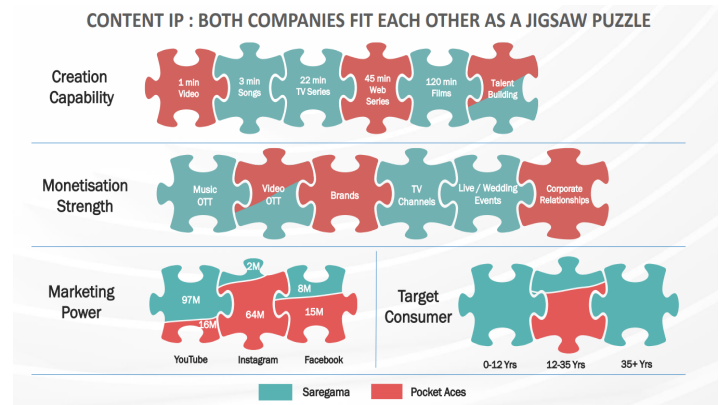 CONTENT IP : BOTH COMPANIES FIT EACH OTHER AS A JIGSAW PUZZLE
Creation
Capability
1 min
Video
3 min
Songs
22 min
TV Series
45 min
Web
Series
120 min
Films
Talent
Building
Monetisation
Strength
Music
OTT
Video
OTT
Brands
TV
Channels
Live / Wedding
Events
Corporate
Relationships
Marketing
Power
97M
16M
2M
64M
8M
15M
YouTube
Instagram
Facebook
Target
Consumer
0-12 Yrs
12-35 Yrs
35+ Yrs
Saregama
Pocket Aces